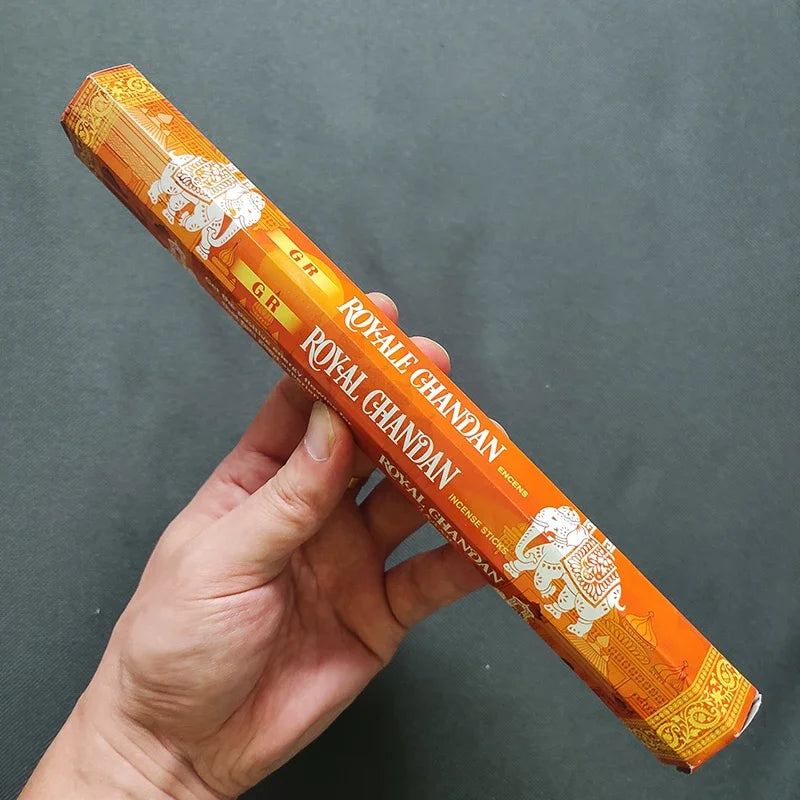 GR
ROYALE CHANDAN
ENCENS
GR
ROYAL CHANDAN
INCENSE STICKS
ROYAL CHANDAN